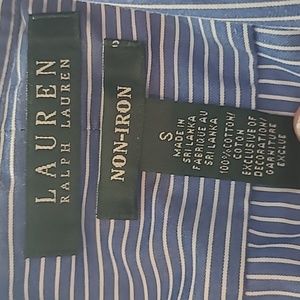 LAUREN
RALPH LAUREN
NON-IRON
S
MADE IN
SRI LANKA
FABRIQUE AU
SRI LANKA
100%COTTON/
COTON
EXCLUSIVE OF
DECORATION/
GARNITURE
EXCLUE